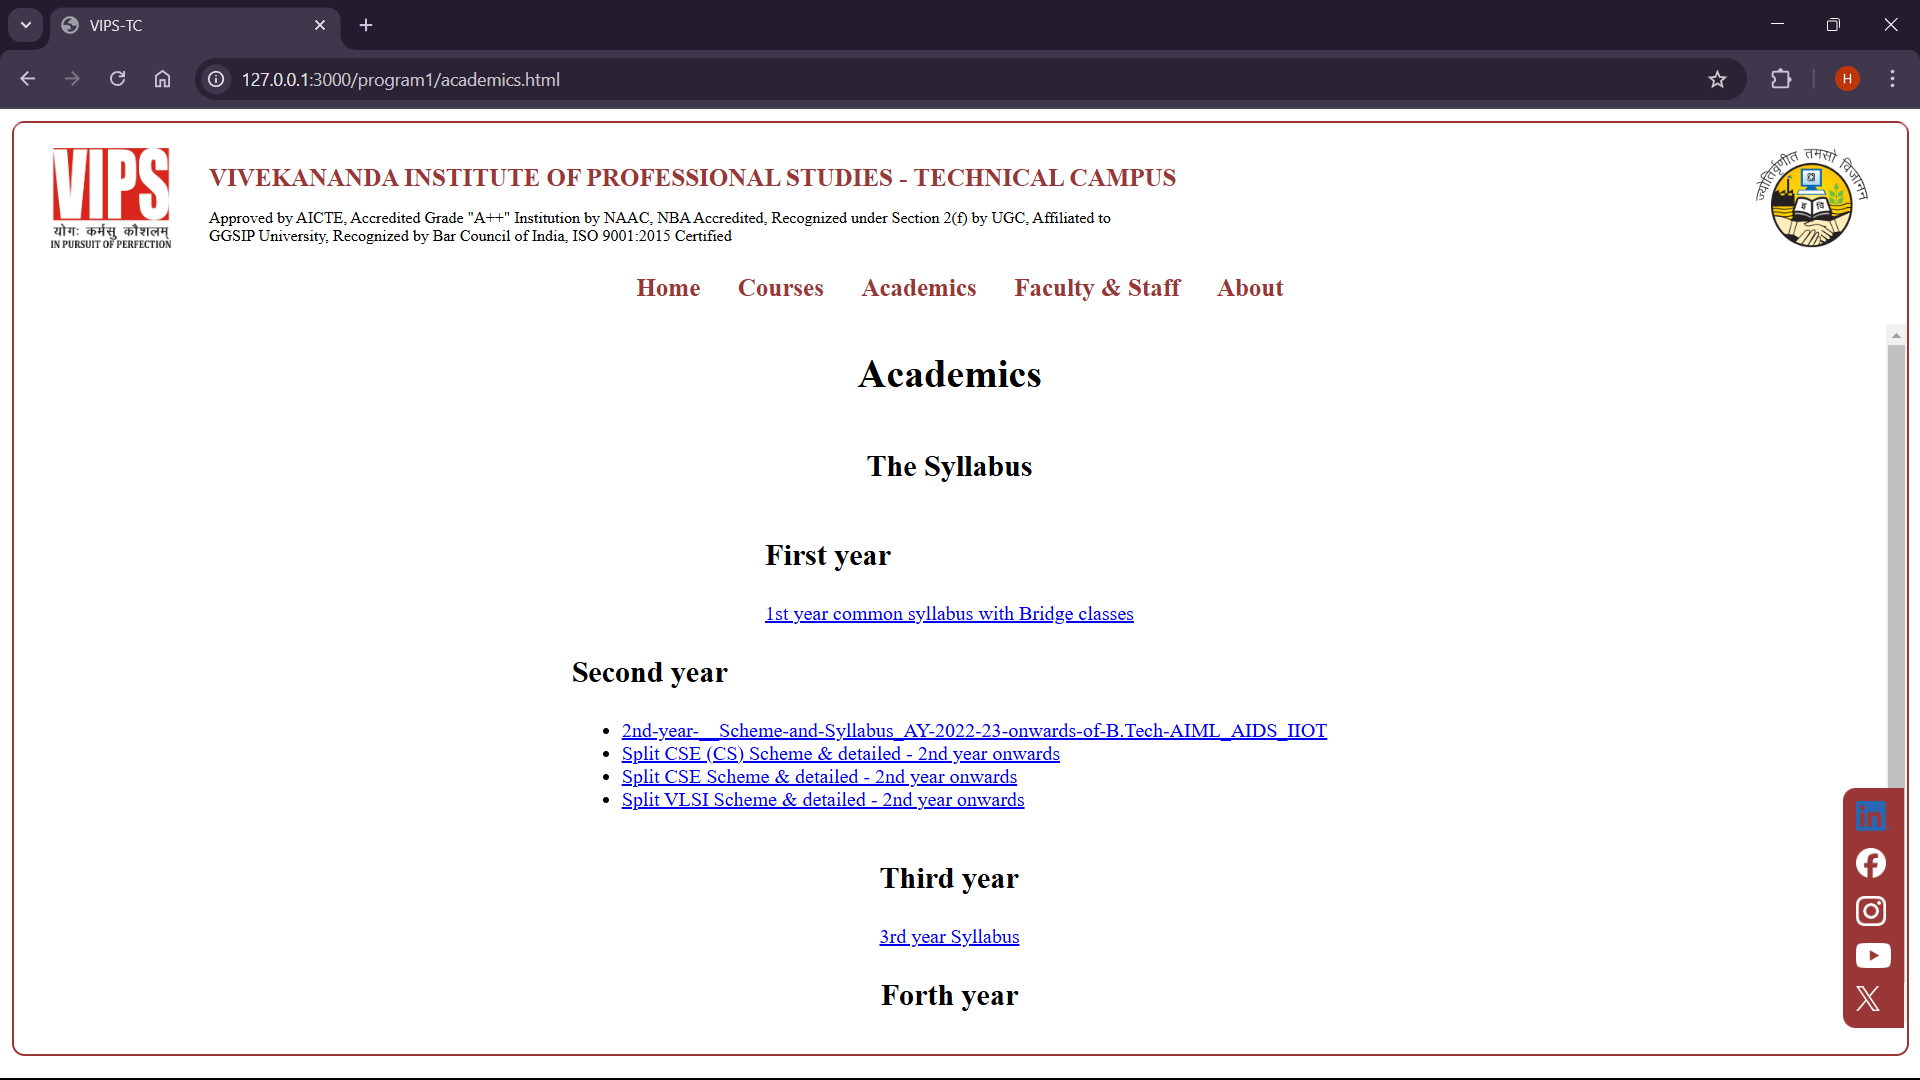 VIPS-TC
127.0.0.1:3000/program1/academics.html
H
VIPS
योगः कर्मसु कौशलम्
IN PURSUIT OF PERFECTION
VIVEKANANDA INSTITUTE OF PROFESSIONAL STUDIES - TECHNICAL CAMPUS
Approved by AICTE, Accredited Grade "A++" Institution by NAAC, NBA Accredited, Recognized under Section 2(f) by UGC, Affiliated to
GGSIP University, Recognized by Bar Council of India, ISO 9001:2015 Certified
ज्योतिर्वृणीत तमसो विजानन
Home
Courses
Academics
Faculty & Staff
About
Academics
The Syllabus
First year
1st year common syllabus with Bridge classes
Second year
2nd-year-__Scheme-and-Syllabus_AY-2022-23-onwards-of-B.Tech-AIML_AIDS_IIOT
Split CSE (CS) Scheme & detailed - 2nd year onwards
Split CSE Scheme & detailed - 2nd year onwards
Split VLSI Scheme & detailed - 2nd year onwards
Third year
3rd year Syllabus
Forth year
in